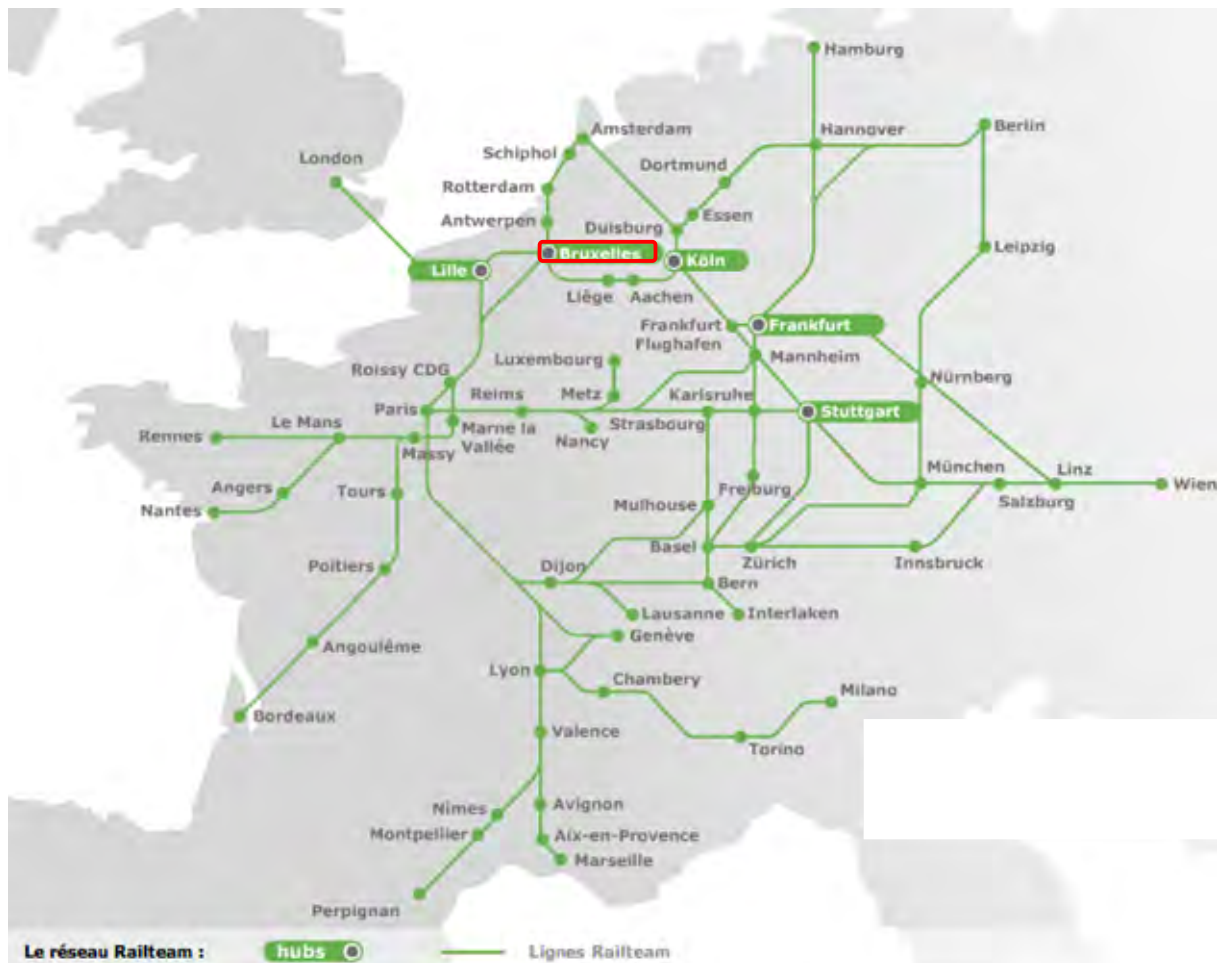 Hamburg
Amsterdam
Hannover
Berlin
London
Schiphol
Dortmund
Rotterdam
Antwerpen
Essen
Duisburg
Bruxelles
Köln
Leipzig
Lille
Liège
Aachen
Frankfurt
Flughafen
Frankfurt
Luxembourg
Mannheim
Roissy CDG
Nürnberg
Reims
Metz
Karlsruhe
Paris
Stuttgart
Le Mans
Rennes
Marne la
Vallée
Nancy
Strasbourg
Massy
München
Linz
Angers
Tours
Freiburg
Salzburg
Wien
Nantes
Mulhouse
Basel
Zürich
Innsbruck
Poitiers
Dijon
Bern
Lausanne
Interlaken
Genève
Angoulême
Lyon
Chambery
Milano
Bordeaux
Valence
Torino
Nimes
Avignon
Montpellier
Aix-en-Provence
Marseille
Perpignan
Le réseau Railteam :
hubs
Lignes Railteam